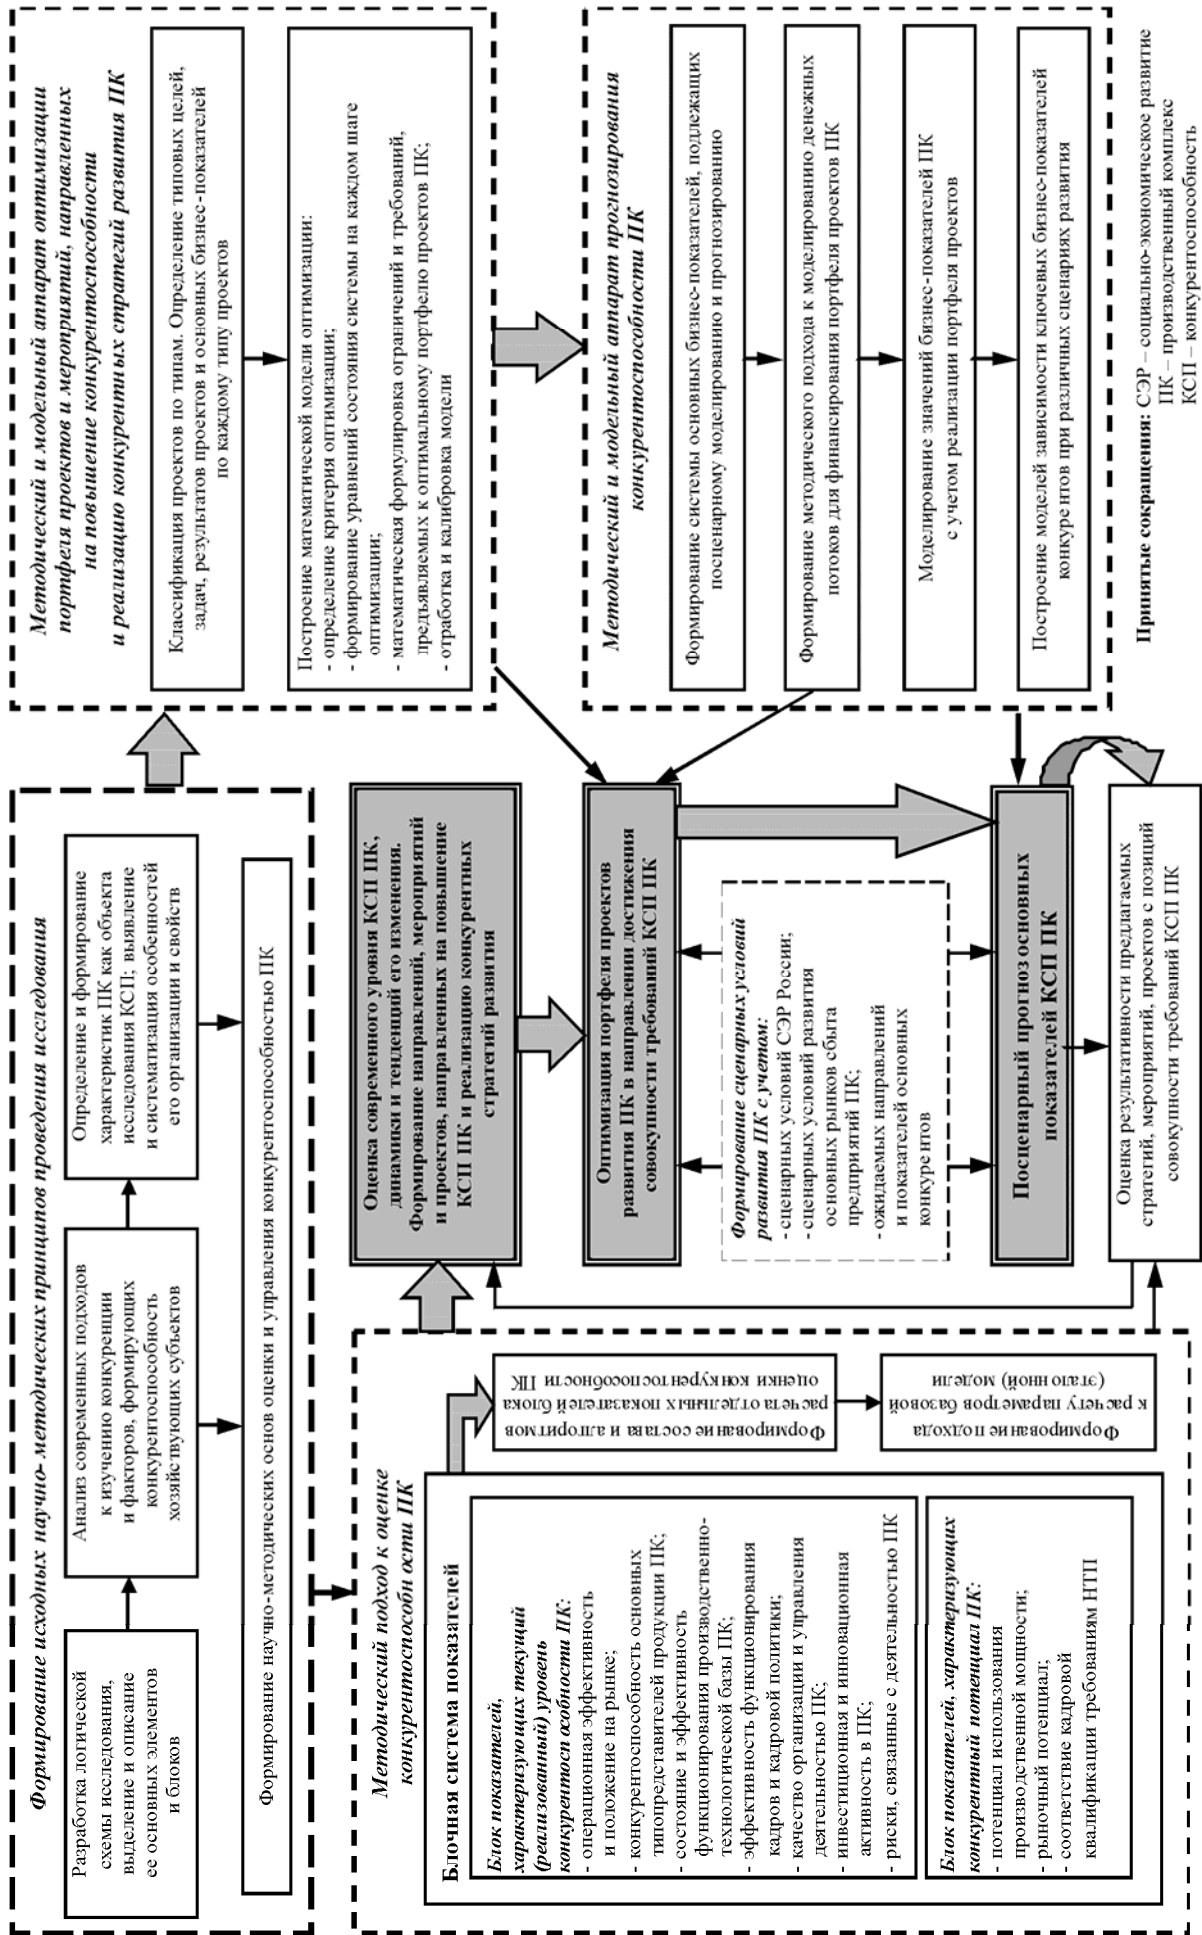 Формирование исходных научно-методических принципов проведения исследования
Разработка логической
схемы исследования,
выделение и описание
ее основных элементов
и блоков
Анализ современных подходов
к изучению конкуренции
и факторов, формирующих
конкурентоспособность
хозяйствующих субъектов
Определение и формирование
характеристик ПК как объекта
исследования КСП; выявление
и систематизация особенностей
его организации и свойств
Формирование научно-методических основ оценки и управления конкурентоспособностью ПК
Методический и модельный аппарат оптимизации
портфеля проектов и мероприятий, направленных
на повышение конкурентоспособности
и реализацию конкурентных стратегий развития ПК
Классификация проектов по типам. Определение типовых целей,
задач, результатов проектов и основных бизнес-показателей
по каждому типу проектов
Построение математической модели оптимизации:
- определение критерия оптимизации;
- формирование уравнений состояния системы на каждом шаге
оптимизации;
- математическая формулировка ограничений и требований,
предъявляемых к оптимальному портфелю проектов ПК;
- отработка и калибровка модели
Методический подход к оценке
конкурентоспособности ПК
Блочная система показателей
Блок показателей,
характеризующих текущий
(реализованный) уровень
конкурентоспособности ПК:
- операционная эффективность
и положение на рынке;
- конкурентоспособность основных
типопредставителей продукции ПК;
- состояние и эффективность
функционирования производственно-
технологической базы ПК;
- эффективность функционирования
кадров и кадровой политики;
- качество организации и управления
деятельностью ПК;
- инвестиционная и инновационная
активность в ПК;
- риски, связанные с деятельностью ПК
Блок показателей, характеризующих
конкурентный потенциал ПК:
- потенциал использования
производственной мощности;
- рыночный потенциал;
- соответствие кадровой
квалификации требованиям НТП
Формирование состава и алгоритмов
расчета отдельных показателей блока
оценки конкурентоспособности ПК
Формирование подхода
к расчету параметров базовой
(эталонной) модели
Оценка современного уровня КСП ПК,
динамики и тенденций его изменения.
Формирование направлений, мероприятий
и проектов, направленных на повышение
КСП ПК и реализацию конкурентных
стратегий развития
Оптимизация портфеля проектов
развития ПК в направлении достижения
совокупности требований КСП ПК
Формирование сценарных условий
развития ПК с учетом:
- сценарных условий СЭР России;
- сценарных условий развития
основных рынков сбыта
предприятий ПК;
- ожидаемых направлений
и показателей основных
конкурентов
Посценарный прогноз основных
показателей КСП ПК
Оценка результативности предлагаемых
стратегий, мероприятий, проектов с позиций
совокупности требований КСП ПК
Методический и модельный аппарат прогнозирования
конкурентоспособности ПК
Формирование системы основных бизнес-показателей, подлежащих
посценарному моделированию и прогнозированию
Формирование методического подхода к моделированию денежных
потоков для финансирования портфеля проектов ПК
Моделирование значений бизнес-показателей ПК
с учетом реализации портфеля проектов
Построение моделей зависимости ключевых бизнес-показателей
конкурентов при различных сценариях развития
Принятые сокращения: СЭР – социально-экономическое развитие
ПК – производственный комплекс
КСП – конкурентоспособность